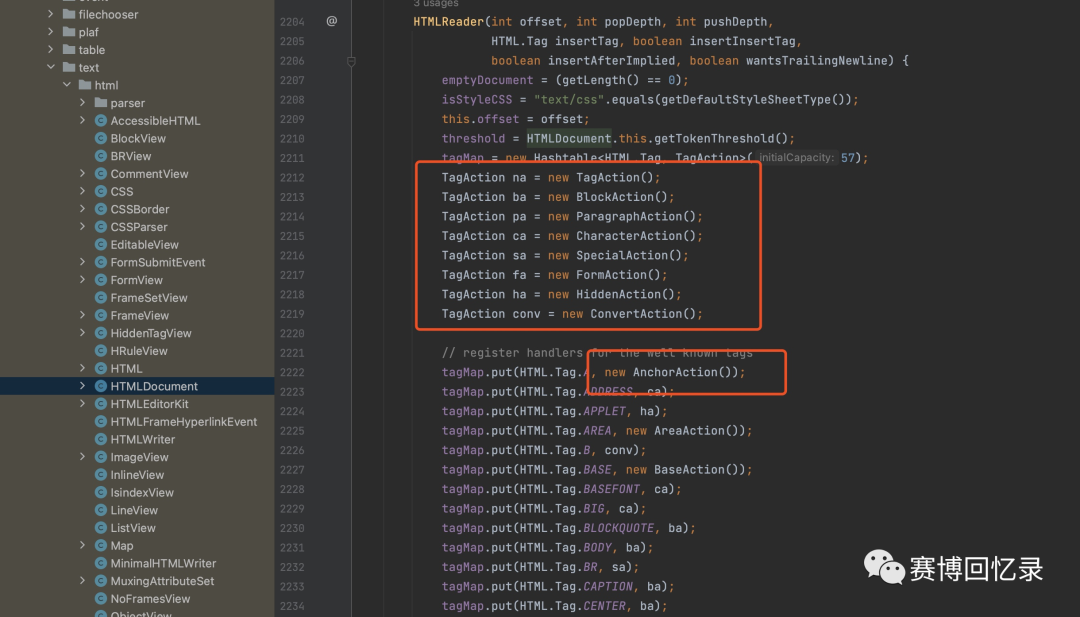 event
filechooser
plaf
table
text
html
parser
AccessibleHTML
BlockView
BRView
CommentView
CSS
CSSBorder
CSSParser
EditableView
FormSubmitEvent
FormView
FrameSetView
FrameView
HiddenTagView
HRuleView
HTML
HTMLDocument
HTMLEditorKit
HTMLFrameHyperlinkEvent
HTMLWriter
ImageView
InlineView
IsindexView
LineView
ListView
Map
MinimalHTMLWriter
MuxingAttributeSet
NoFramesView
ObjectView
3 usages
2204 @ HTMLReader(int offset, int popDepth, int pushDepth,
2205 HTML.Tag insertTag, boolean insertInsertTag,
2206 boolean insertAfterImplied, boolean wantsTrailingNewline) {
2207 emptyDocument = (getLength() == 0);
2208 isStyleCSS = "text/css".equals(getDefaultStyleSheetType());
2209 this.offset = offset;
2210 threshold = HTMLDocument.this.getTokenThreshold();
2211 tagMap = new Hashtable<HTML.Tag, TagAction>( initialCapacity: 57);
2212 TagAction na = new TagAction();
2213 TagAction ba = new BlockAction();
2214 TagAction pa = new ParagraphAction();
2215 TagAction ca = new CharacterAction();
2216 TagAction sa = new SpecialAction();
2217 TagAction fa = new FormAction();
2218 TagAction ha = new HiddenAction();
2219 TagAction conv = new ConvertAction();
2220
2221 // register handlers for the well known tags
2222 tagMap.put(HTML.Tag.A, new AnchorAction());
2223 tagMap.put(HTML.Tag.ADDRESS, ca);
2224 tagMap.put(HTML.Tag.APPLET, ha);
2225 tagMap.put(HTML.Tag.AREA, new AreaAction());
2226 tagMap.put(HTML.Tag.B, conv);
2227 tagMap.put(HTML.Tag.BASE, new BaseAction());
2228 tagMap.put(HTML.Tag.BASEFONT, ca);
2229 tagMap.put(HTML.Tag.BIG, ca);
2230 tagMap.put(HTML.Tag.BLOCKQUOTE, ba);
2231 tagMap.put(HTML.Tag.BODY, ba);
2232 tagMap.put(HTML.Tag.BR, sa);
2233 tagMap.put(HTML.Tag.CAPTION, ba);
2234 tagMap.put(HTML.Tag.CENTER, ba);
赛博回忆录